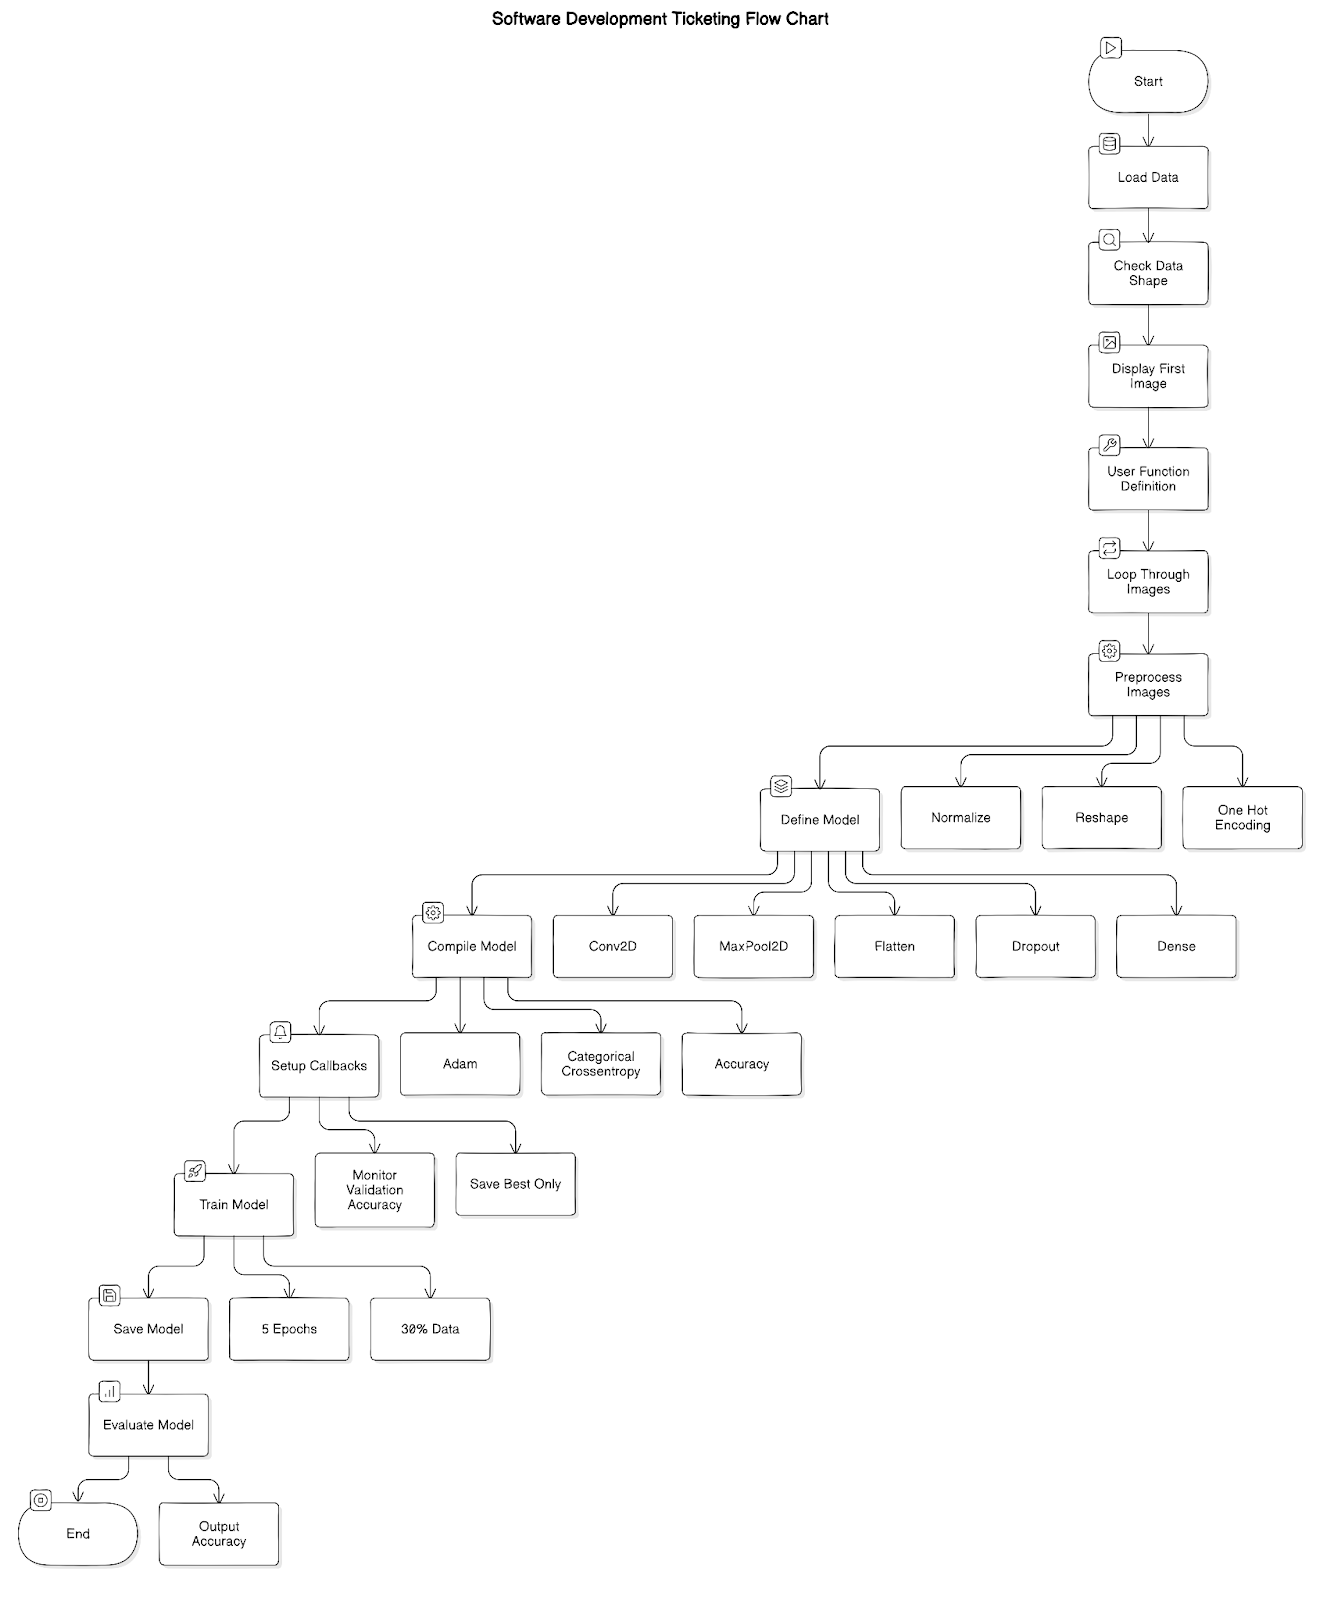 Software Development Ticketing Flow Chart
Start
Load Data
Check Data
Shape
Display First
Image
User Function
Definition
Loop Through
Images
Preprocess
Images
Define Model
Normalize
Reshape
One Hot
Encoding
Compile Model
Conv2D
MaxPool2D
Flatten
Dropout
Dense
Setup Callbacks
Adam
Categorical
Crossentropy
Accuracy
Train Model
Monitor
Validation
Accuracy
Save Best Only
Save Model
5 Epochs
30% Data
Evaluate Model
End
Output
Accuracy